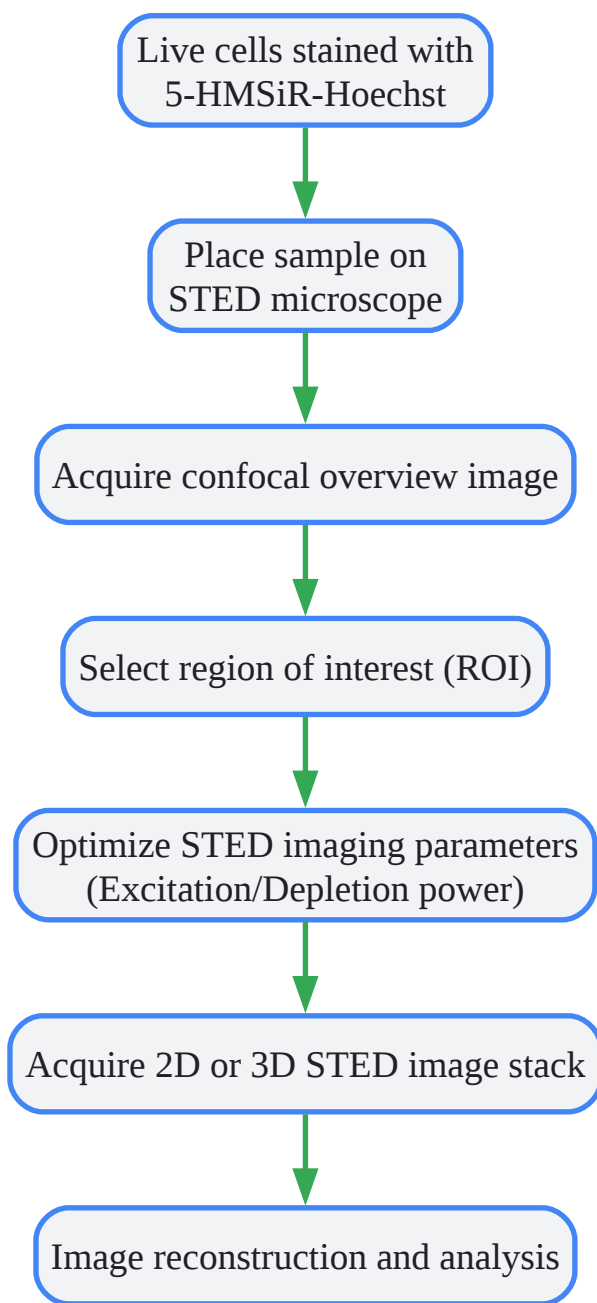 Live cells stained with
5-HMSiR-Hoechst
Place sample on
STED microscope
Acquire confocal overview image
Select region of interest (ROI)
Optimize STED imaging parameters
(Excitation/Depletion power)
Acquire 2D or 3D STED image stack
Image reconstruction and analysis